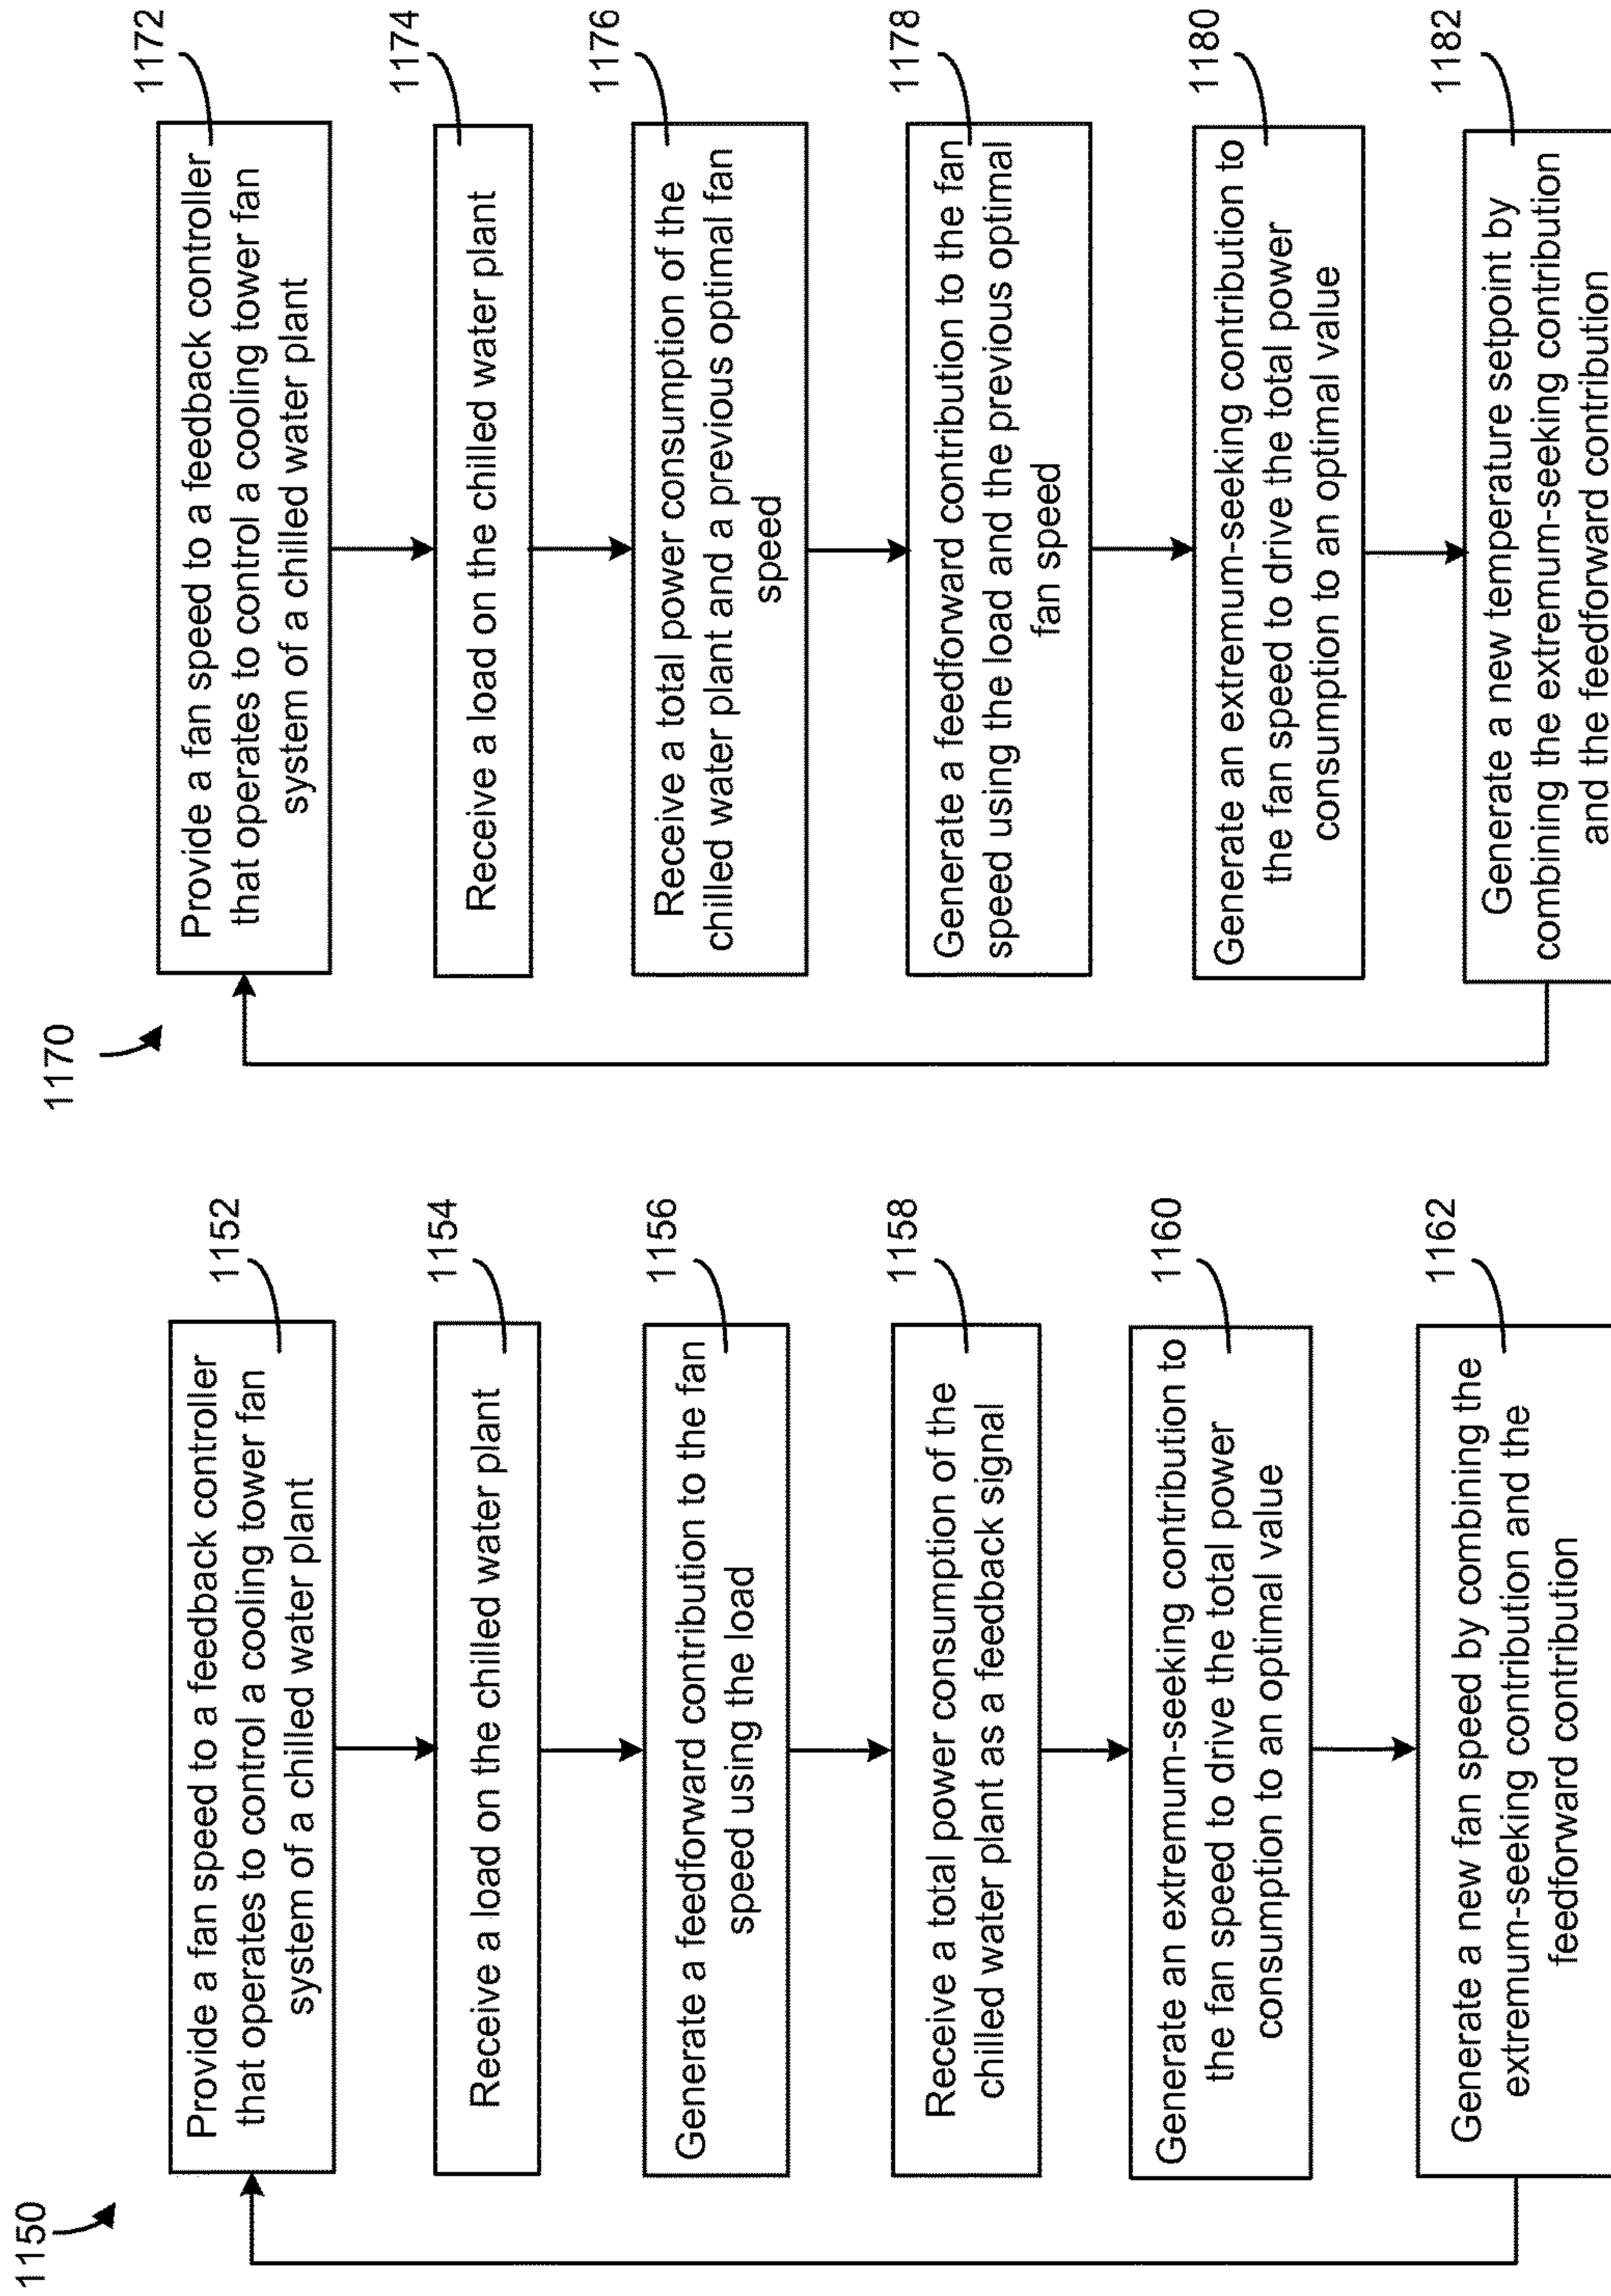 1150
Provide a fan speed to a feedback controller
that operates to control a cooling tower fan
system of a chilled water plant
1152
Receive a load on the chilled water plant
1154
Generate a feedforward contribution to the fan
speed using the load
1156
Receive a total power consumption of the
chilled water plant as a feedback signal
1158
Generate an extremum-seeking contribution to
the fan speed to drive the total power
consumption to an optimal value
1160
Generate a new fan speed by combining the
extremum-seeking contribution and the
feedforward contribution
1162
1170
Provide a fan speed to a feedback controller
that operates to control a cooling tower fan
system of a chilled water plant
1172
Receive a load on the chilled water plant
1174
Receive a total power consumption of the
chilled water plant and a previous optimal fan
speed
1176
Generate a feedforward contribution to the fan
speed using the load and the previous optimal
fan speed
1178
Generate an extremum-seeking contribution to
the fan speed to drive the total power
consumption to an optimal value
1180
Generate a new temperature setpoint by
combining the extremum-seeking contribution
and the feedforward contribution
1182